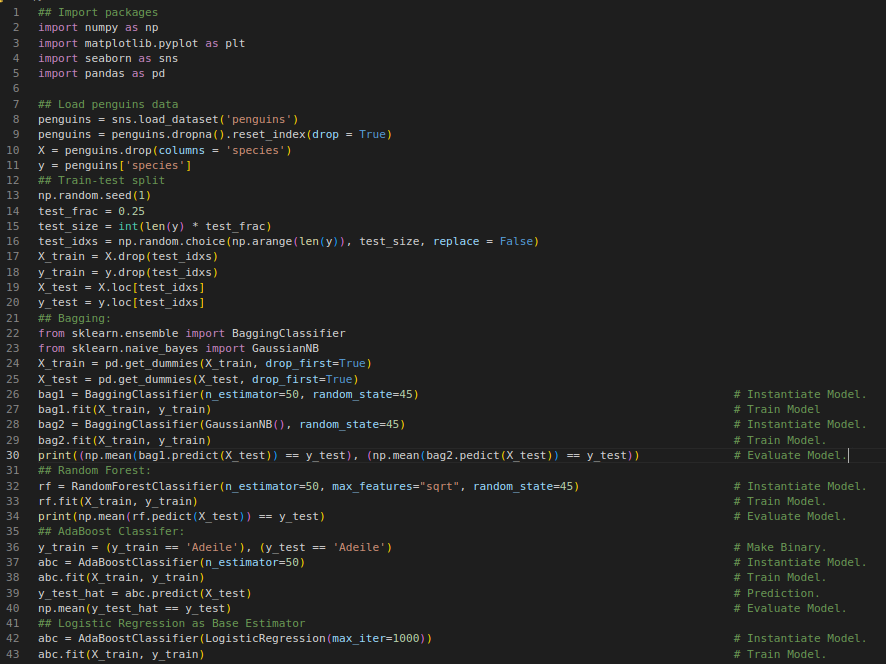 1 ## Import packages
2 import numpy as np
3 import matplotlib.pyplot as plt
4 import seaborn as sns
5 import pandas as pd
6
7 ## Load penguins data
8 penguins = sns.load_dataset('penguins')
9 penguins = penguins.dropna().reset_index(drop = True)
10 X = penguins.drop(columns = 'species')
11 y = penguins['species']
12 ## Train-test split
13 np.random.seed(1)
14 test_frac = 0.25
15 test_size = int(len(y) * test_frac)
16 test_idxs = np.random.choice(np.arange(len(y)), test_size, replace = False)
17 X_train = X.drop(test_idxs)
18 y_train = y.drop(test_idxs)
19 X_test = X.loc[test_idxs]
20 y_test = y.loc[test_idxs]
21 ## Bagging:
22 from sklearn.ensemble import BaggingClassifier
23 from sklearn.naive_bayes import GaussianNB
24 X_train = pd.get_dummies(X_train, drop_first=True)
25 X_test = pd.get_dummies(X_test, drop_first=True)
26 bag1 = BaggingClassifier(n_estimator=50, random_state=45) # Instantiate Model.
27 bag1.fit(X_train, y_train) # Train Model
28 bag2 = BaggingClassifier(GaussianNB(), random_state=45) # Instantiate Model.
29 bag2.fit(X_train, y_train) # Train Model.
30 print((np.mean(bag1.predict(X_test)) == y_test), (np.mean(bag2.pedict(X_test)) == y_test)) # Evaluate Model.
31 ## Random Forest:
32 rf = RandomForestClassifier(n_estimator=50, max_features="sqrt", random_state=45) # Instantiate Model.
33 rf.fit(X_train, y_train) # Train Model.
34 print(np.mean(rf.pedict(X_test)) == y_test) # Evaluate Model.
35 ## AdaBoost Classifer:
36 y_train = (y_train == 'Adeile'), (y_test == 'Adeile') # Make Binary.
37 abc = AdaBoostClassifier(n_estimator=50) # Instantiate Model.
38 abc.fit(X_train, y_train) # Train Model.
39 y_test_hat = abc.predict(X_test) # Prediction.
40 np.mean(y_test_hat == y_test) # Evaluate Model.
41 ## Logistic Regression as Base Estimator
42 abc = AdaBoostClassifier(LogisticRegression(max_iter=1000)) # Instantiate Model.
43 abc.fit(X_train, y_train) # Train Model.